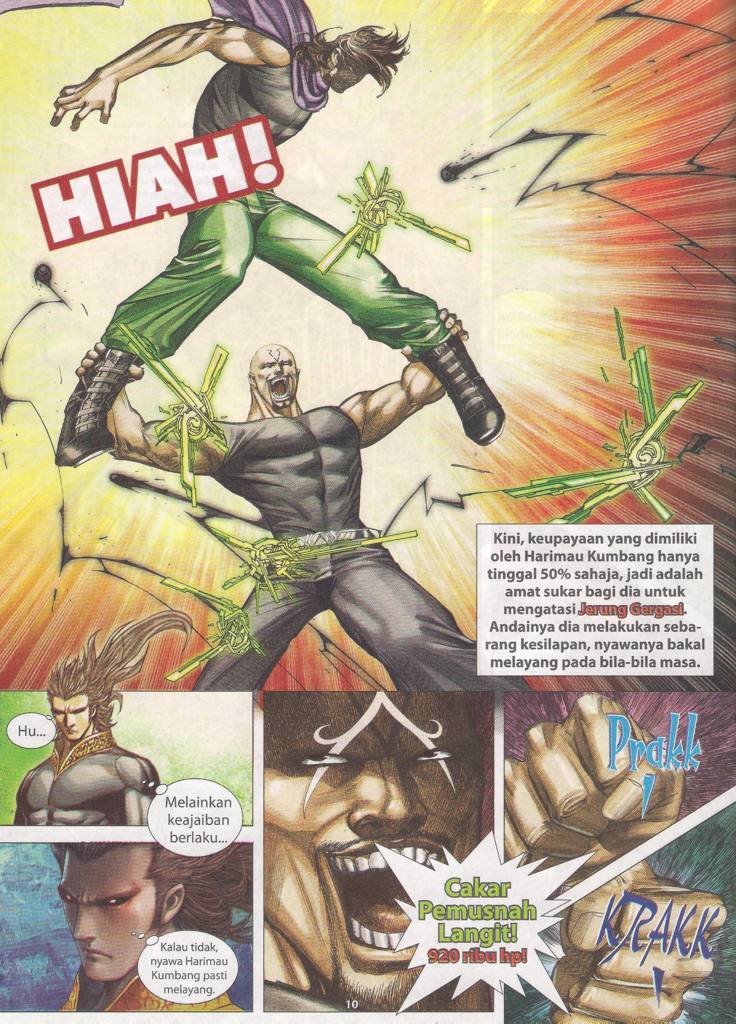 HIAH!
Kini, keupayaan yang dimiliki
oleh Harimau Kumbang hanya
tinggal 50% sahaja, jadi adalah
amat sukar bagi dia untuk
mengatasi Jerung Gergasi.
Andainya dia melakukan seba-
rang kesilapan, nyawanya bakal
melayang pada bila-bila masa.
Hu...
Melainkan
keajaiban
berlaku...
Kalau tidak,
nyawa Harimau
Kumbang pasti
melayang.
Cakar
Pemusnah
Langit!
920 ribu hp!
Prakk
!
KRAKK
!
10